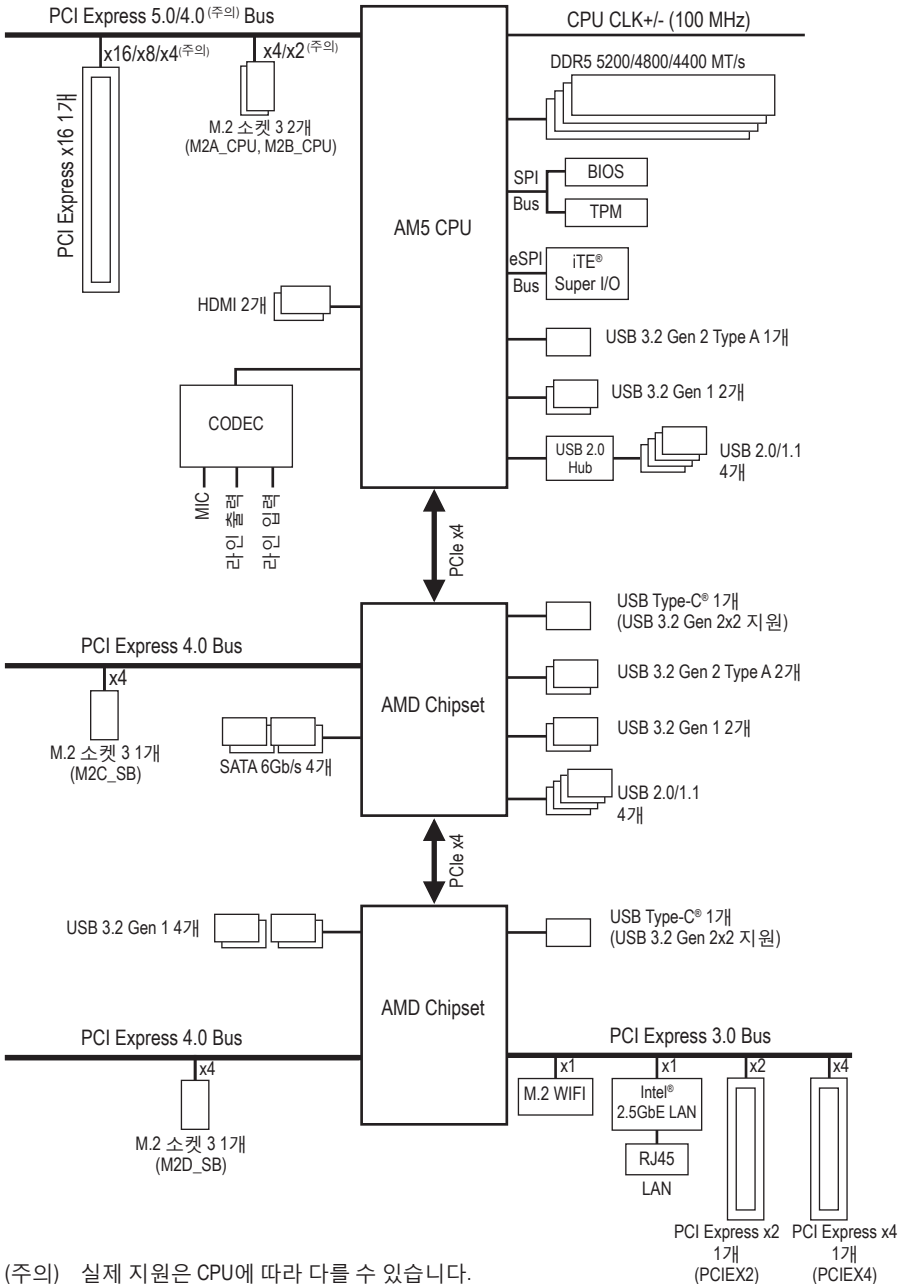 PCI Express 5.0/4.0 (주의) Bus
CPU CLK+/- (100 MHz)
x16/x8/x4(주의)
x4/x2 (주의)
DDR5 5200/4800/4400 MT/s
PCI Express x16 1개
M.2 소켓 3 2개
(M2A_CPU, M2B_CPU)
SPI
Bus
BIOS
TPM
AM5 CPU
eSPI
Bus
iTE®
Super I/O
HDMI 2개
USB 3.2 Gen 2 Type A 1개
USB 3.2 Gen 1 2개
CODEC
USB 2.0
Hub
USB 2.0/1.1
4개
MIC
라인 출력
라인 입력
PCIe x4
USB Type-C® 1개
(USB 3.2 Gen 2x2 지원)
PCI Express 4.0 Bus
x4
USB 3.2 Gen 2 Type A 2개
AMD Chipset
M.2 소켓 3 1개
(M2C_SB)
SATA 6Gb/s 4개
USB 3.2 Gen 1 2개
USB 2.0/1.1
4개
PCIe x4
USB 3.2 Gen 1 4개
USB Type-C® 1개
(USB 3.2 Gen 2x2 지원)
AMD Chipset
PCI Express 4.0 Bus
PCI Express 3.0 Bus
x4
x1
x1
x2
x4
M.2 WIFI
Intel®
2.5GbE LAN
M.2 소켓 3 1개
(M2D_SB)
RJ45
LAN
PCI Express x2
1개
(PCIEX2)
PCI Express x4
1개
(PCIEX4)
(주의) 실제 지원은 CPU에 따라 다를 수 있습니다.